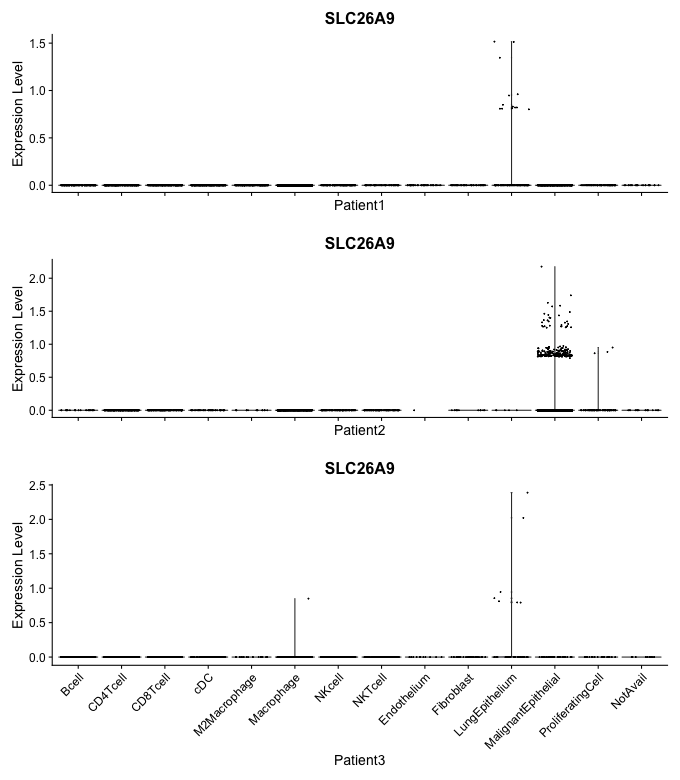 SLC26A9
Expression Level
1.5
1.0
0.5
0.0
Patient1
SLC26A9
Expression Level
2.0
1.5
1.0
0.5
0.0
Patient2
SLC26A9
Expression Level
2.5
2.0
1.5
1.0
0.5
0.0
Bcell
CD4Tcell
CD8Tcell
cDC
M2Macrophage
Macrophage
NKcell
NKTcell
Endothelium
Fibroblast
LungEpithelium
MalignantEpithelial
ProliferatingCell
NotAvail
Patient3